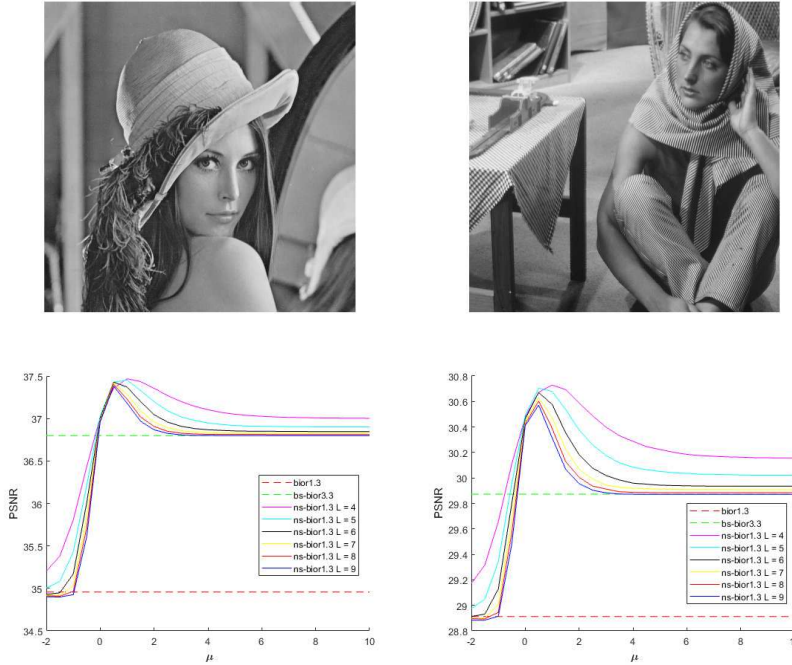 37.5
37
36.5
36
35.5
35
34.5
PSNR
-2
0
2
4
6
8
10
μ
bior1.3
bs-bior3.3
ns-bior1.3 L = 4
ns-bior1.3 L = 5
ns-bior1.3 L = 6
ns-bior1.3 L = 7
ns-bior1.3 L = 8
ns-bior1.3 L = 9
30.8
30.6
30.4
30.2
30
29.8
29.6
29.4
29.2
29
28.8
PSNR
-2
0
2
4
6
8
10
μ
bior1.3
bs-bior3.3
ns-bior1.3 L = 4
ns-bior1.3 L = 5
ns-bior1.3 L = 6
ns-bior1.3 L = 7
ns-bior1.3 L = 8
ns-bior1.3 L = 9